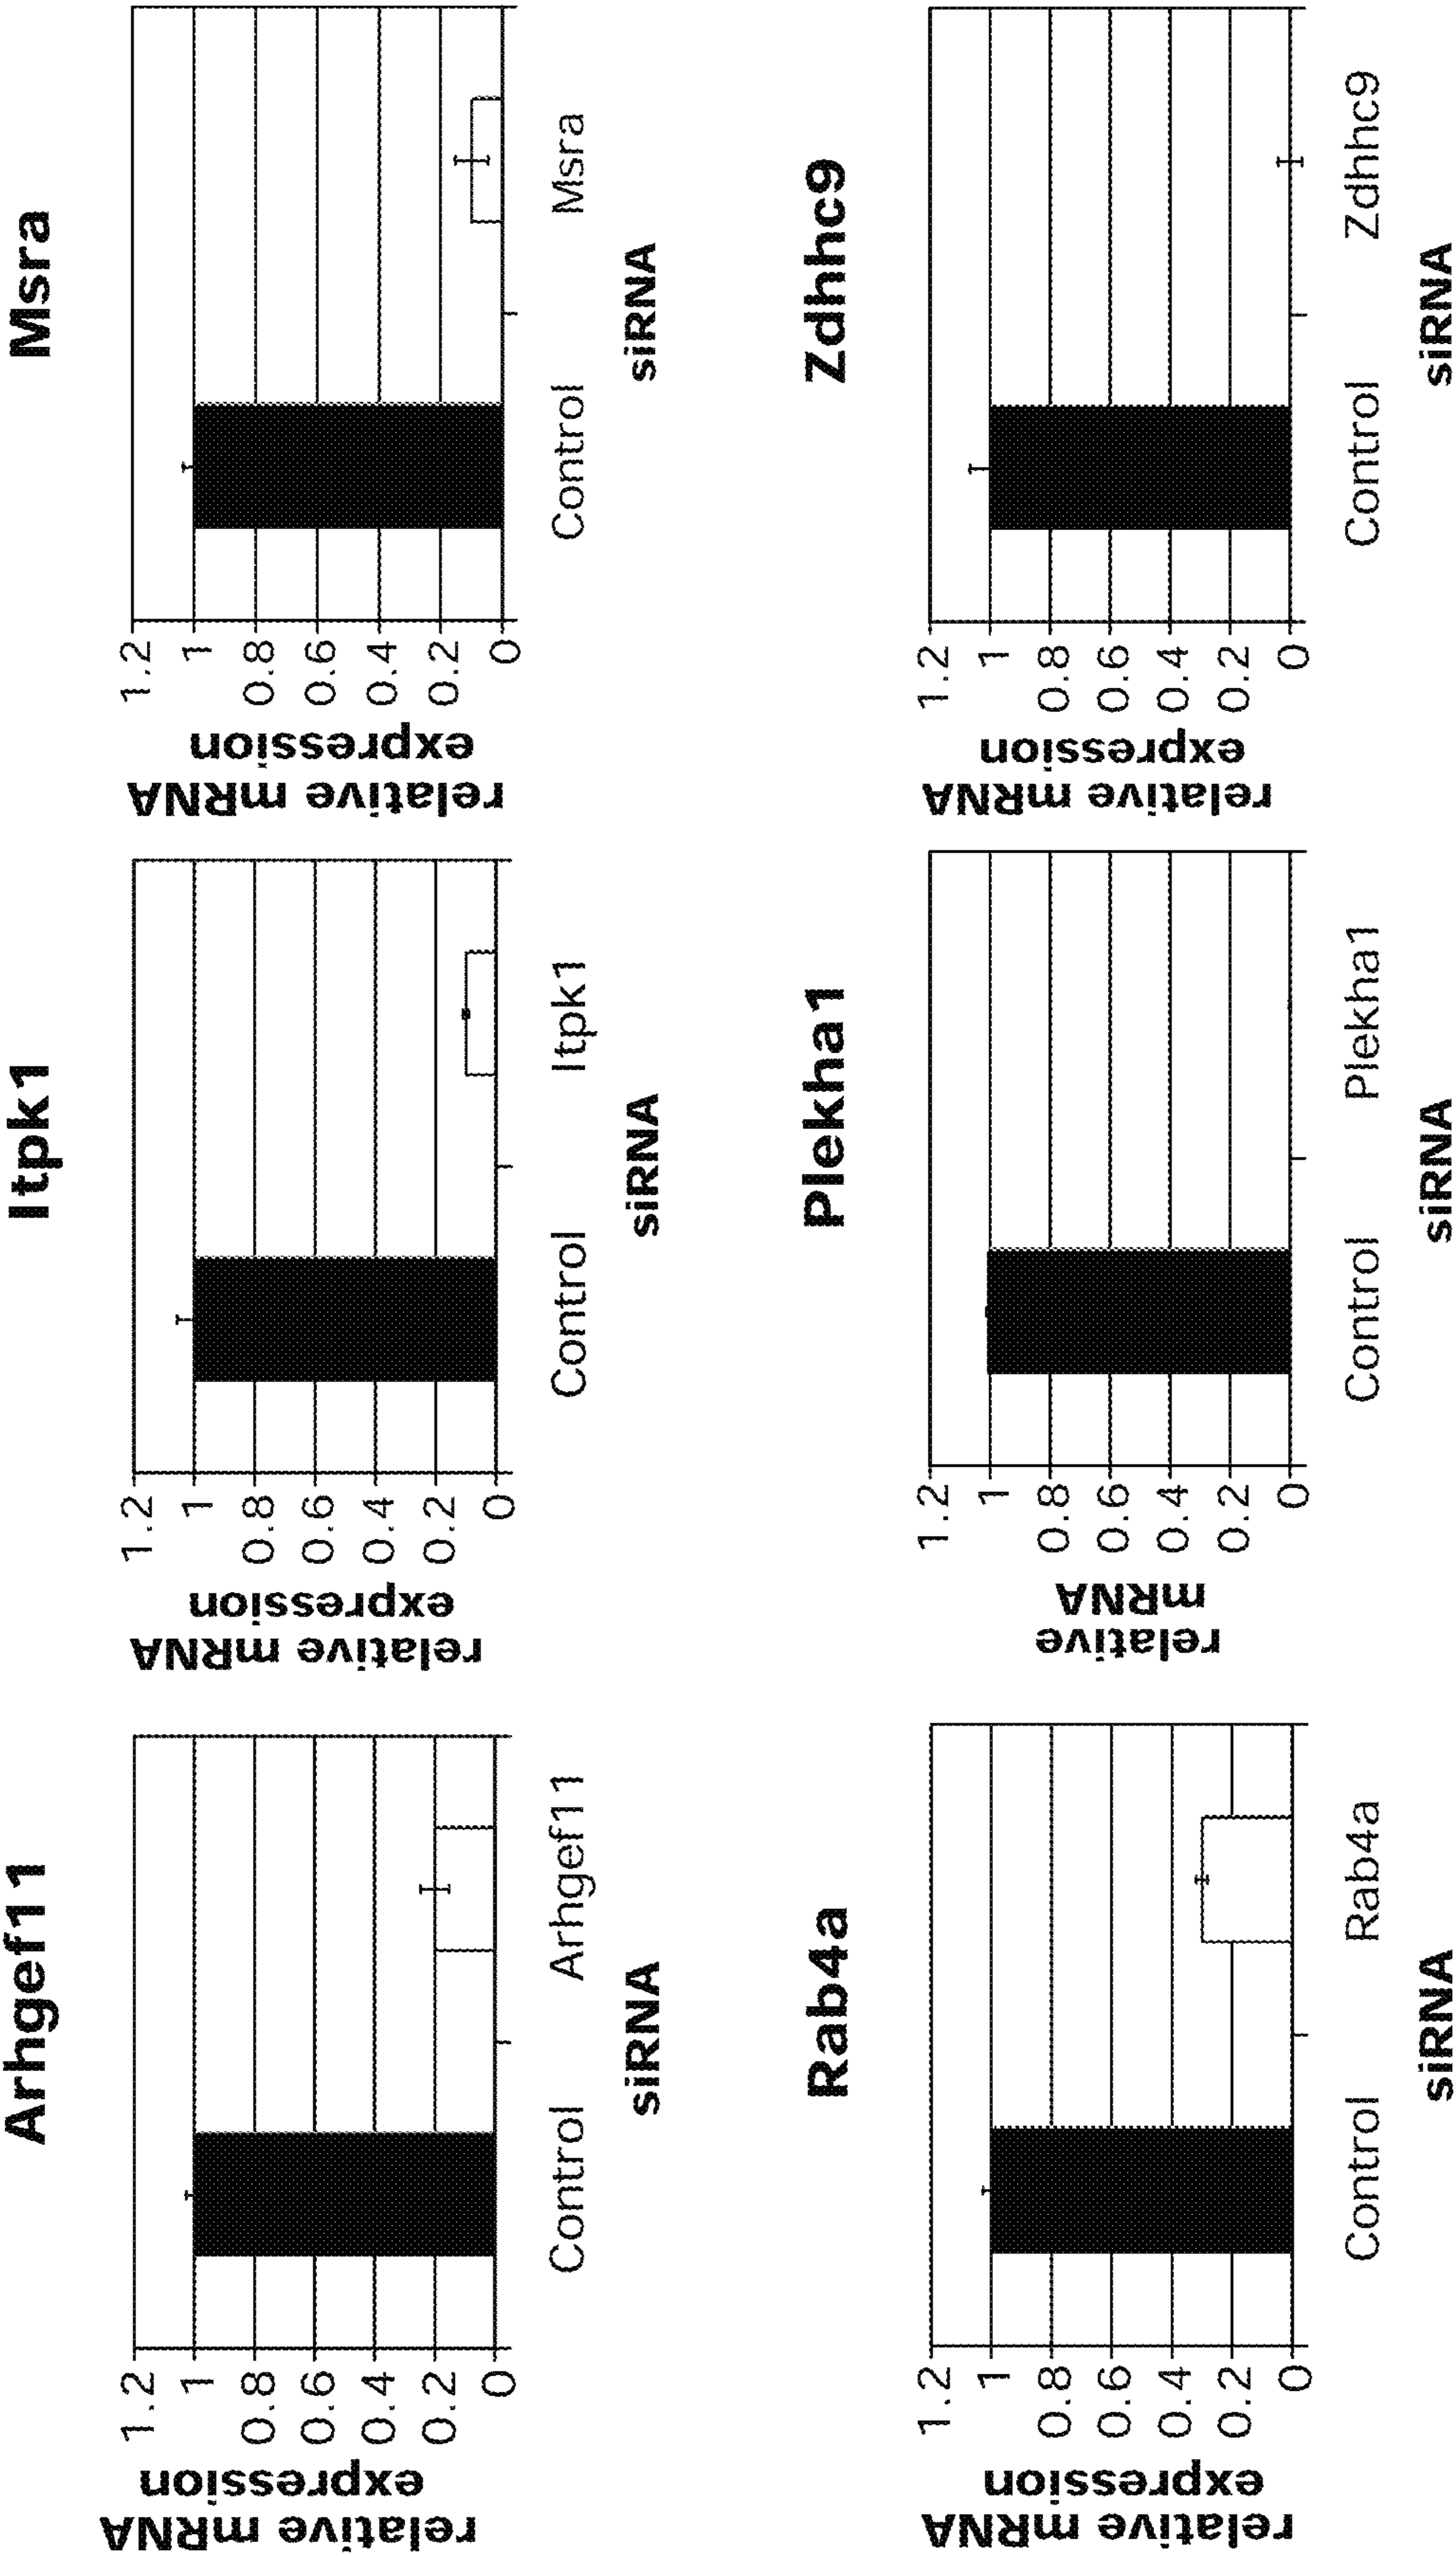 Arhgef11
relative mRNA
expression
1.2
1
0.8
0.6
0.4
0.2
0
Control
Arhgef11
siRNA
Itpk1
relative mRNA
expression
1.2
1
0.8
0.6
0.4
0.2
0
Control
Itpk1
siRNA
Msra
relative mRNA
expression
1.2
1
0.8
0.6
0.4
0.2
0
Control
Msra
siRNA
Rab4a
relative mRNA
expression
1.2
1
0.8
0.6
0.4
0.2
0
Control
Rab4a
siRNA
Plekha1
relative
mRNA
1.2
1
0.8
0.6
0.4
0.2
0
Control
Plekha1
siRNA
Zdhhc9
relative mRNA
expression
1.2
1
0.8
0.6
0.4
0.2
0
Control
Zdhhc9
siRNA